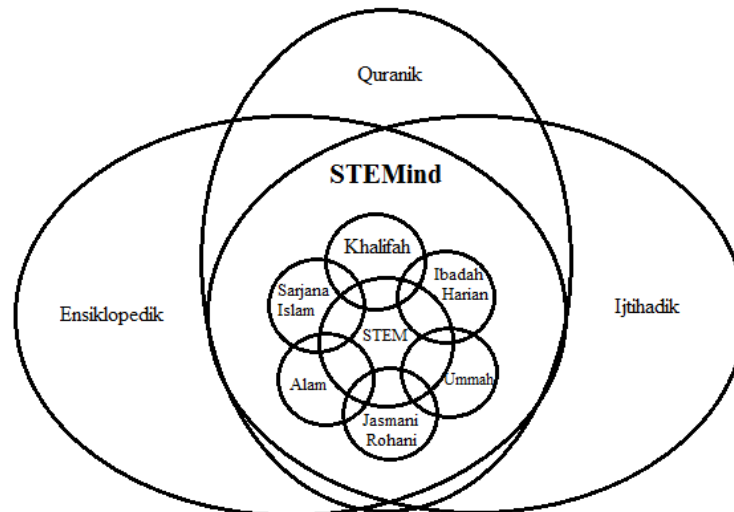 Quranik
STEMind
Khalifah
Ibadah
Harian
Sarjana
Islam
Ensiklopedik
Ijtihadik
STEM
Alam
Ummah
Jasmani
Rohani